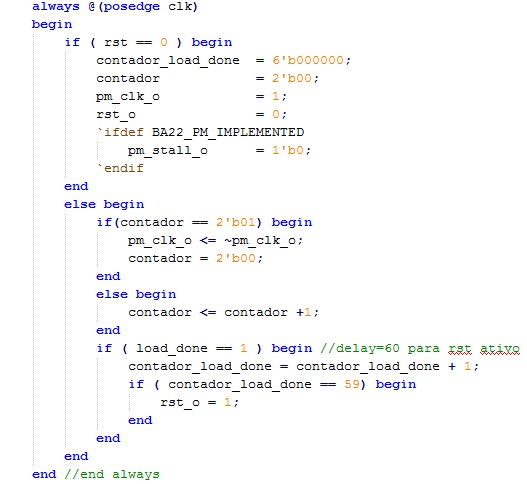 always @(posedge clk)
begin
    if ( rst == 0 ) begin
        contador_load_done  = 6'b000000;
        contador            = 2'b00;
        pm_clk_o            = 1;
        rst_o               = 0;
        `ifdef BA22_PM_IMPLEMENTED
            pm_stall_o      = 1'b0;
        `endif
    end
    else begin
        if(contador == 2'b01) begin
            pm_clk_o <= ~pm_clk_o;
            contador = 2'b00;
        end
        else begin
            contador <= contador +1;
        end
        if ( load_done == 1 ) begin //delay=60 para rst ativo
            contador_load_done = contador_load_done + 1;
            if ( contador_load_done == 59) begin
                rst_o = 1;
            end
        end
    end
end //end always